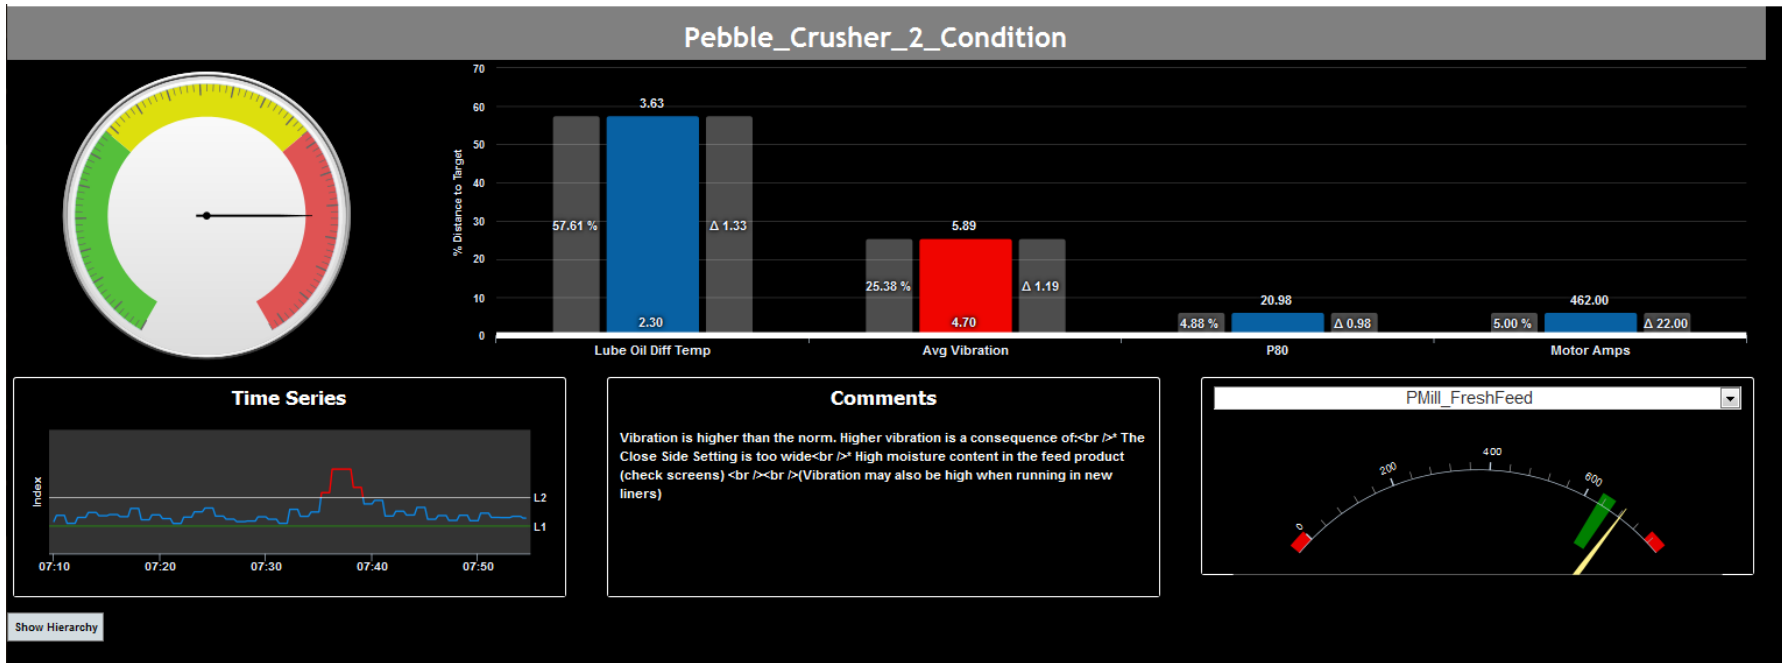 Pebble_Crusher_2_Condition
% Distance to Target
70
60
50
40
30
20
10
0
3.63
57.61 %
Δ 1.33
2.30
Lube Oil Diff Temp
5.89
25.38 %
Δ 1.19
4.70
Avg Vibration
20.98
4.88 %
Δ 0.98
P80
462.00
5.00 %
Δ 22.00
Motor Amps
Time Series
Index
L2
L1
07:10 07:20 07:30 07:40 07:50
Comments
Vibration is higher than the norm. Higher vibration is a consequence of:<br />* The
Close Side Setting is too wide<br />* High moisture content in the feed product
(check screens) <br /><br />(Vibration may also be high when running in new
liners)
PMill_FreshFeed
0 200 400 600
Show Hierarchy